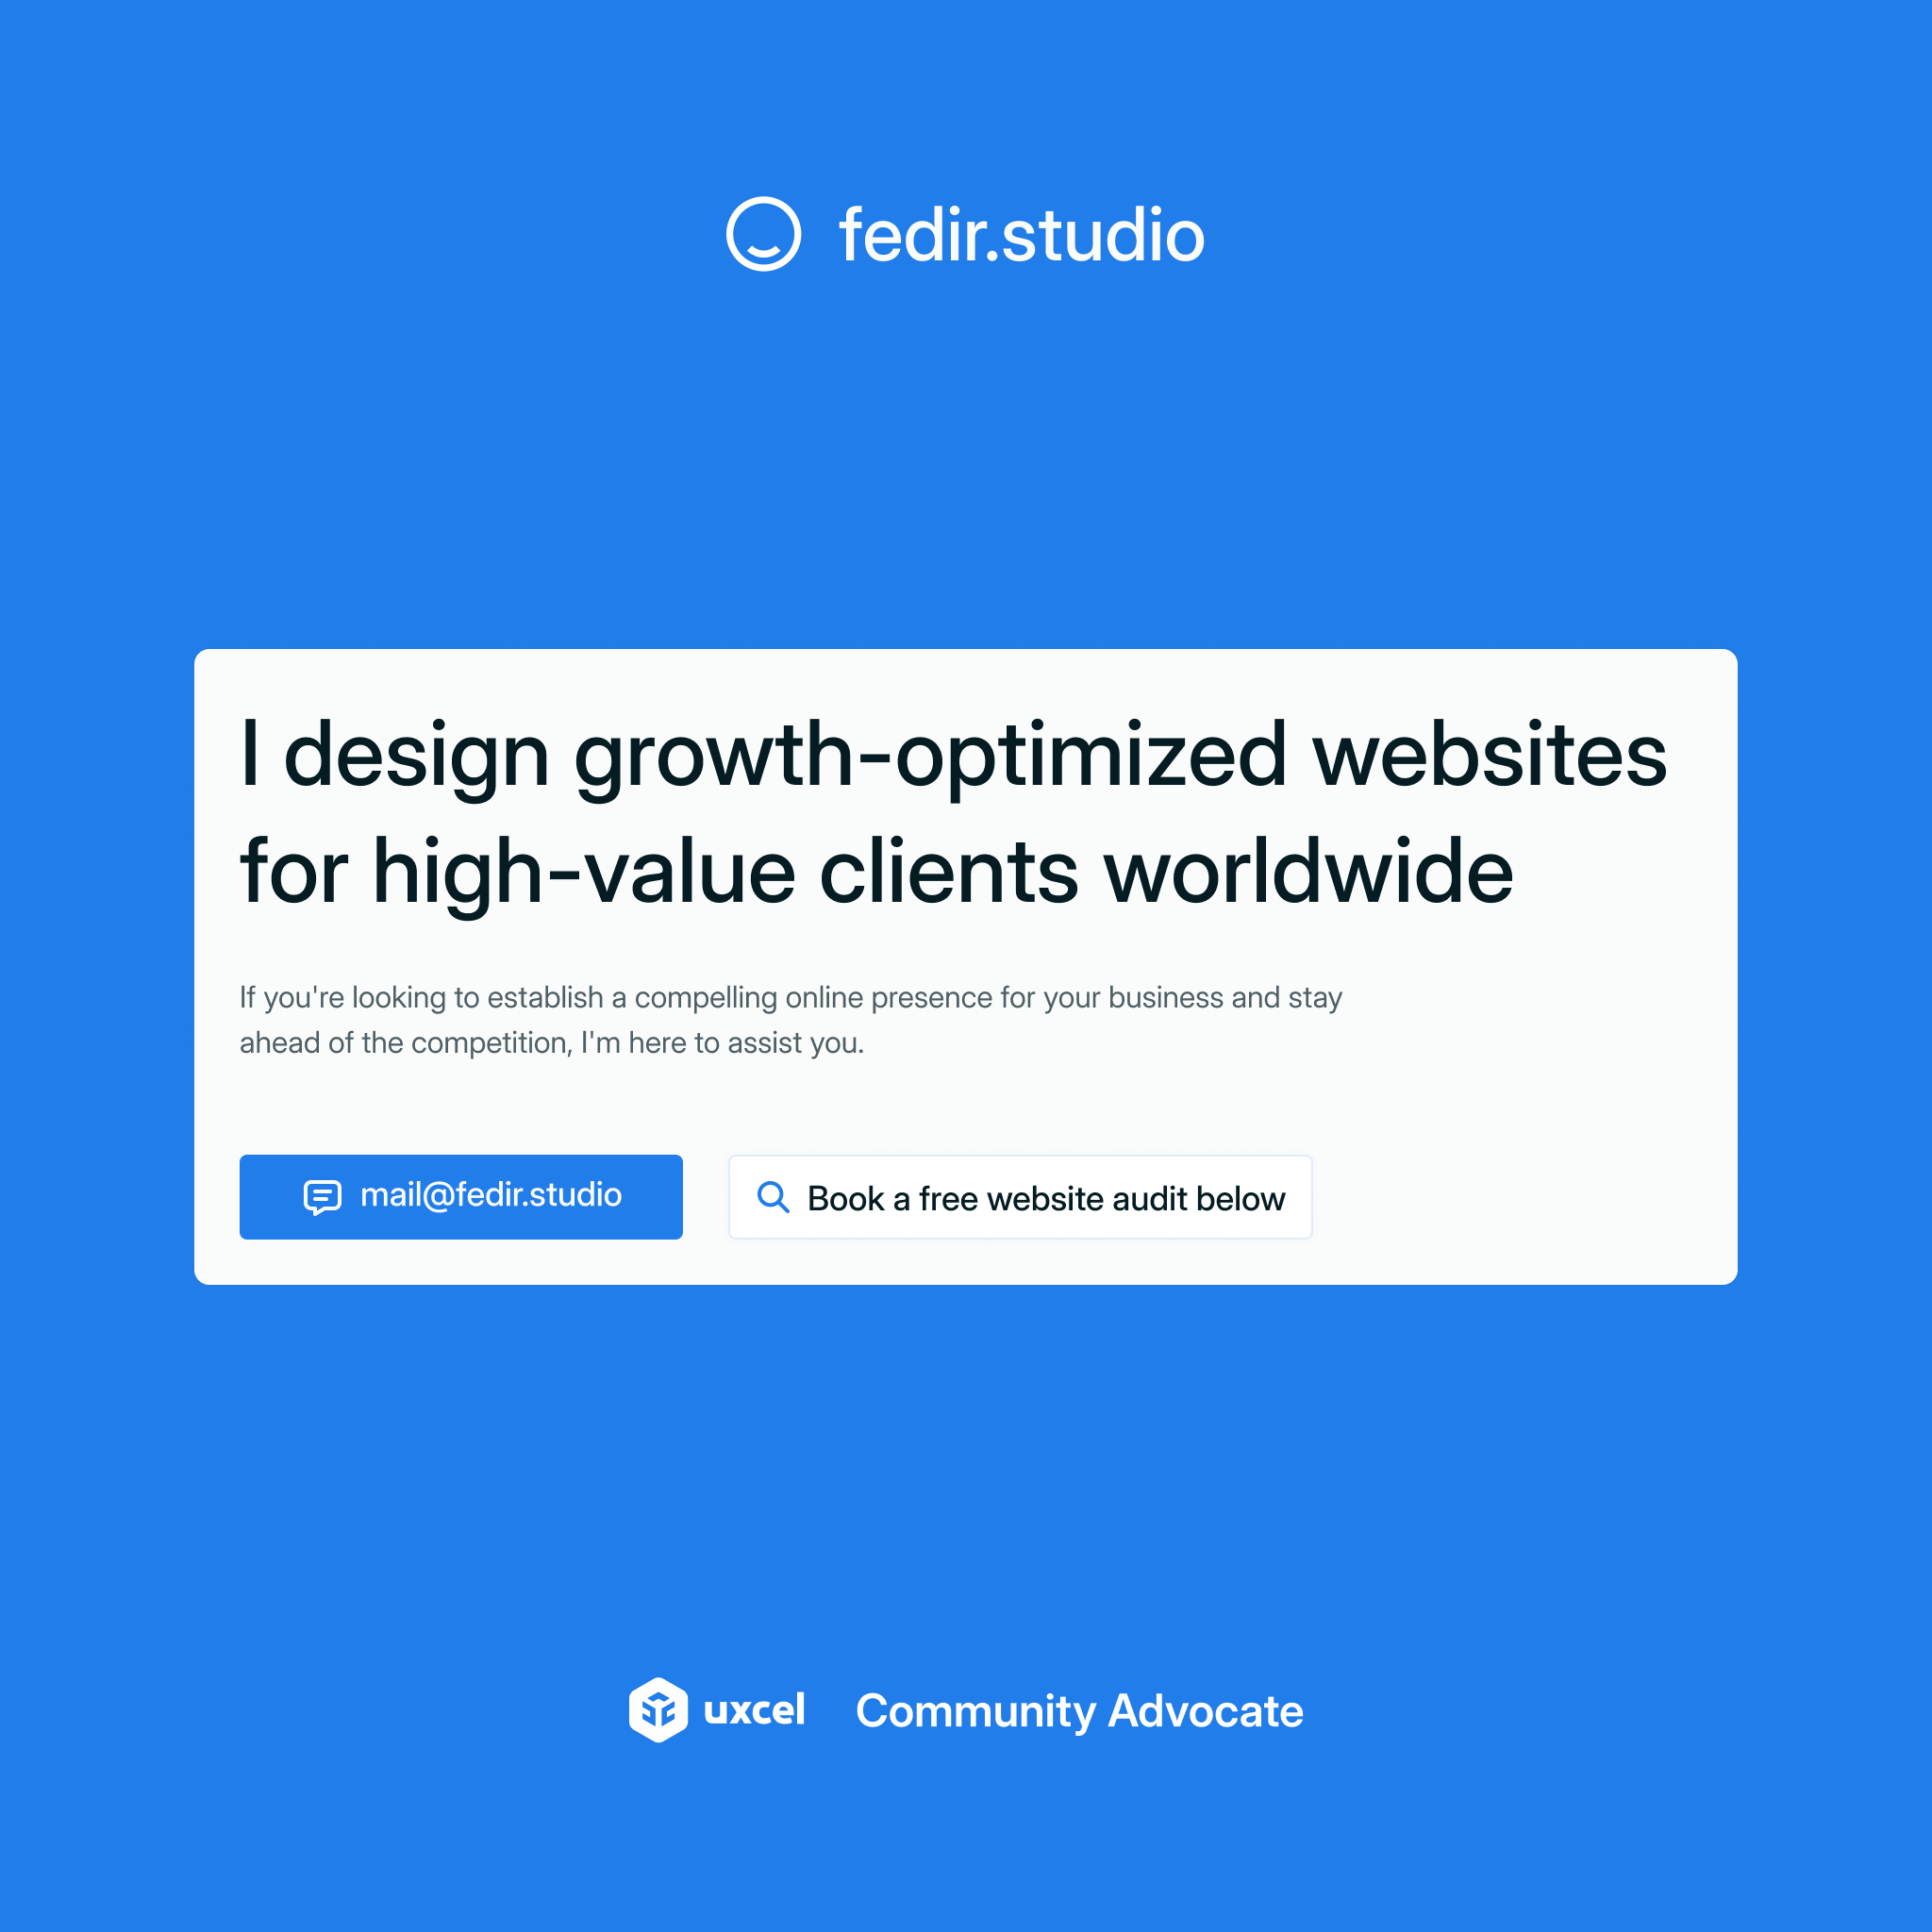 fedir.studio
I design growth-optimized websites
for high-value clients worldwide
If you're looking to establish a compelling online presence for your business and stay
ahead of the competition, I'm here to assist you.
mail@fedir.studio
Book a free website audit below
uxcel Community Advocate